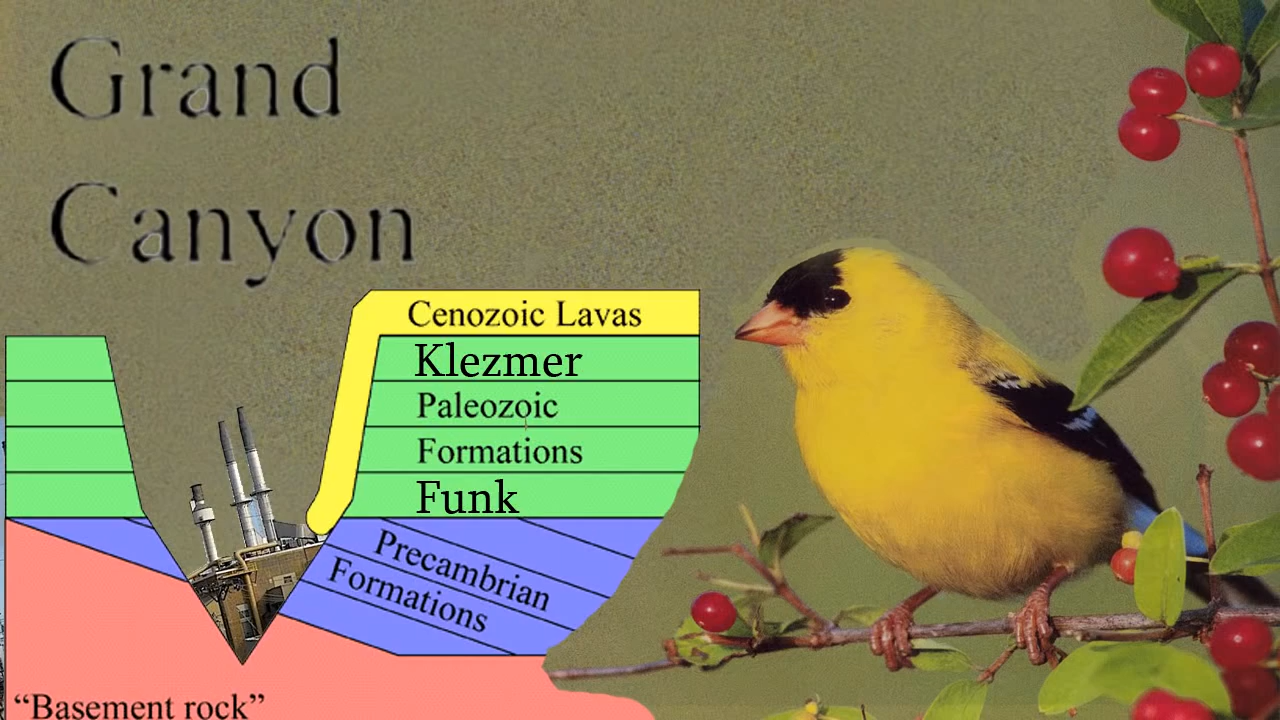 Grand
Canyon
Cenozoic Lavas
Klezmer
Paleozoic
Formations
Funk
Precambrian
Formations
“Basement rock”